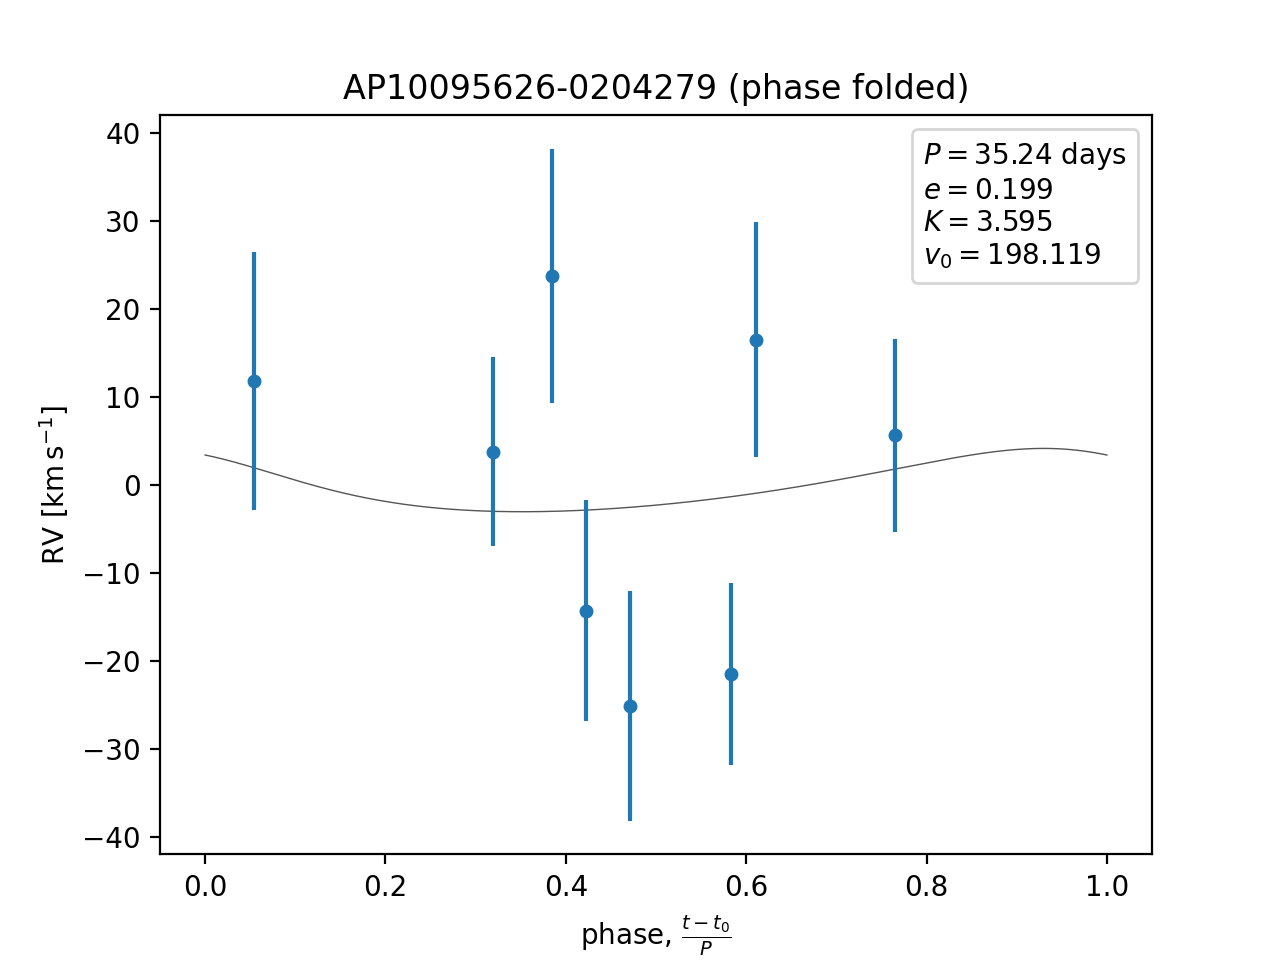 AP10095626-0204279 (phase folded)
P = 35.24 days
e = 0.199
K = 3.595
v₀ = 198.119
40
30
20
10
0
−10
−20
−30
−40
RV [km s⁻¹]
0.0 0.2 0.4 0.6 0.8 1.0
phase, (t − t₀)/P